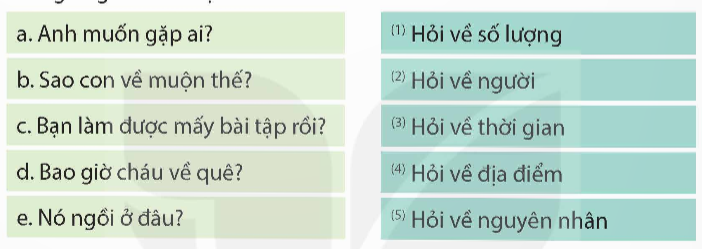 a. Anh muốn gặp ai?
(1) Hỏi về số lượng
b. Sao con về muộn thế?
(2) Hỏi về người
c. Bạn làm được mấy bài tập rồi?
(3) Hỏi về thời gian
d. Bao giờ cháu về quê?
(4) Hỏi về địa điểm
e. Nó ngồi ở đâu?
(5) Hỏi về nguyên nhân